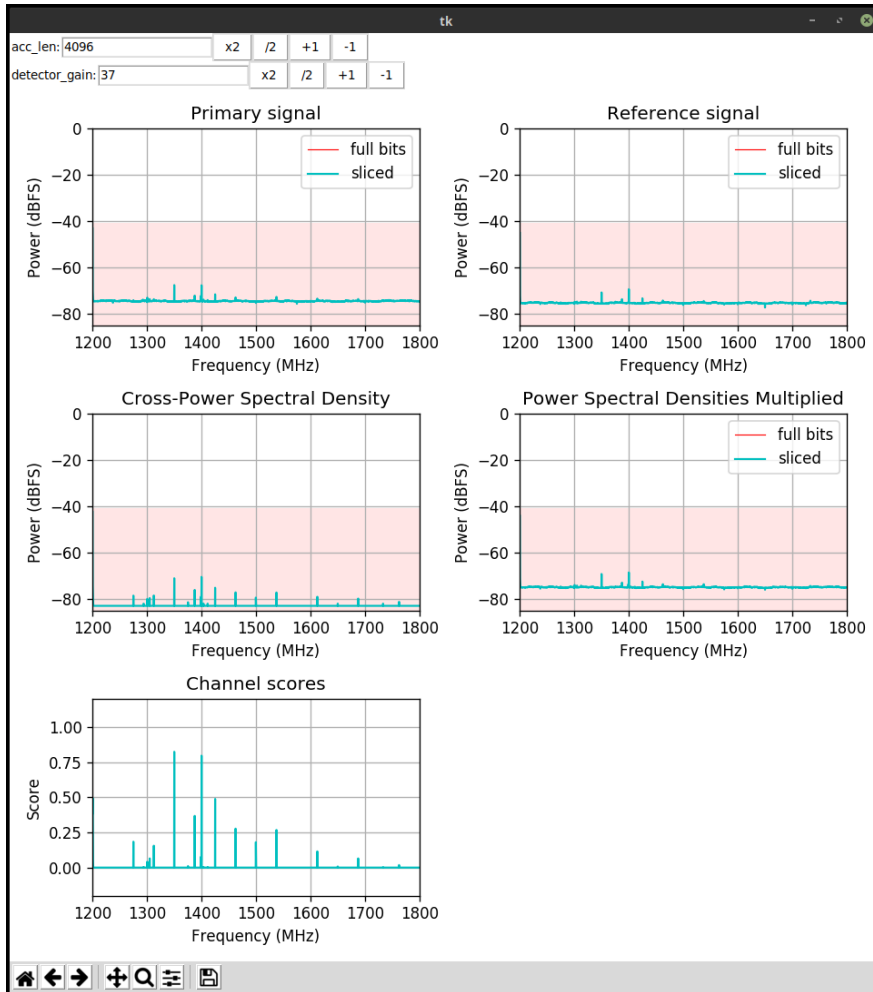 tk
acc_len: 4096 x2 /2 +1 -1
detector_gain: 37 x2 /2 +1 -1
Primary signal
0
−20
−40
−60
−80
Power (dBFS)
full bits
sliced
1200 1300 1400 1500 1600 1700 1800
Frequency (MHz)
Reference signal
0
−20
−40
−60
−80
Power (dBFS)
full bits
sliced
1200 1300 1400 1500 1600 1700 1800
Frequency (MHz)
Cross-Power Spectral Density
0
−20
−40
−60
−80
Power (dBFS)
1200 1300 1400 1500 1600 1700 1800
Frequency (MHz)
Power Spectral Densities Multiplied
0
−20
−40
−60
−80
Power (dBFS)
full bits
sliced
1200 1300 1400 1500 1600 1700 1800
Frequency (MHz)
Channel scores
1.00
0.75
0.50
0.25
0.00
Score
1200 1300 1400 1500 1600 1700 1800
Frequency (MHz)